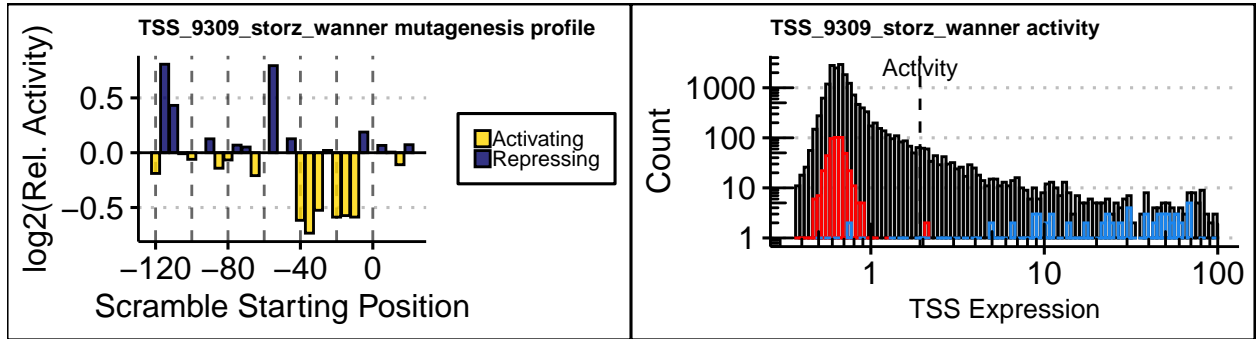 TSS_9309_storz_wanner mutagenesis profile
log2(Rel. Activity)
0.5
0.0
−0.5
−120 −80 −40 0
Scramble Starting Position
Activating
Repressing
TSS_9309_storz_wanner activity
Activity
Count
1000
100
10
1
1 10 100
TSS Expression